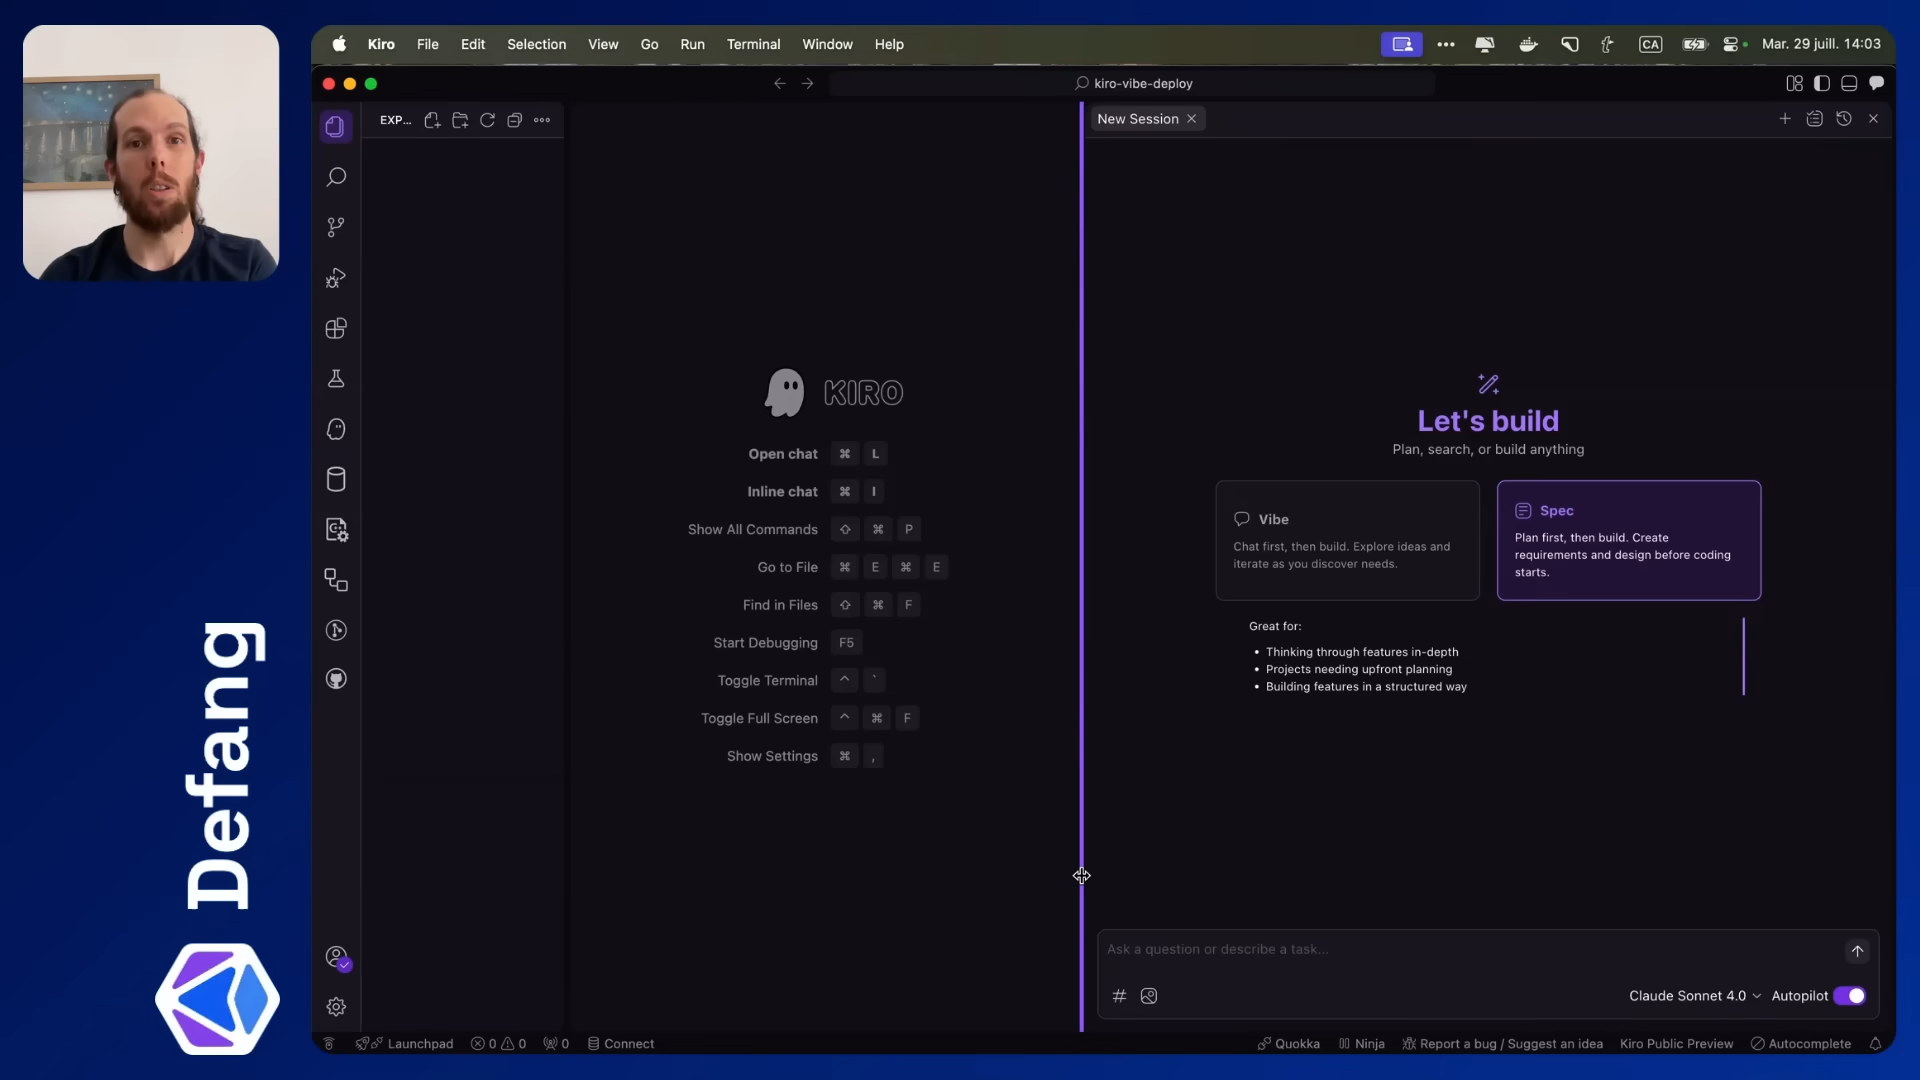 Kiro File Edit Selection View Go Run Terminal Window Help
CA
Mar. 29 juill. 14:03
kiro-vibe-deploy
EXP...
New Session
KIRO
Open chat ⌘ L
Inline chat ⌘ I
Show All Commands ⇧ ⌘ P
Go to File ⌘ E ⌘ E
Find in Files ⇧ ⌘ F
Start Debugging F5
Toggle Terminal ^ `
Toggle Full Screen ^ ⌘ F
Show Settings ⌘ ,
Let's build
Plan, search, or build anything
Vibe
Chat first, then build. Explore ideas and
iterate as you discover needs.
Spec
Plan first, then build. Create
requirements and design before coding
starts.
Great for:
• Thinking through features in-depth
• Projects needing upfront planning
• Building features in a structured way
Ask a question or describe a task...
#
Claude Sonnet 4.0
Autopilot
Launchpad 0 0 0 Connect
Quokka Ninja Report a bug / Suggest an idea Kiro Public Preview Autocomplete
Defang